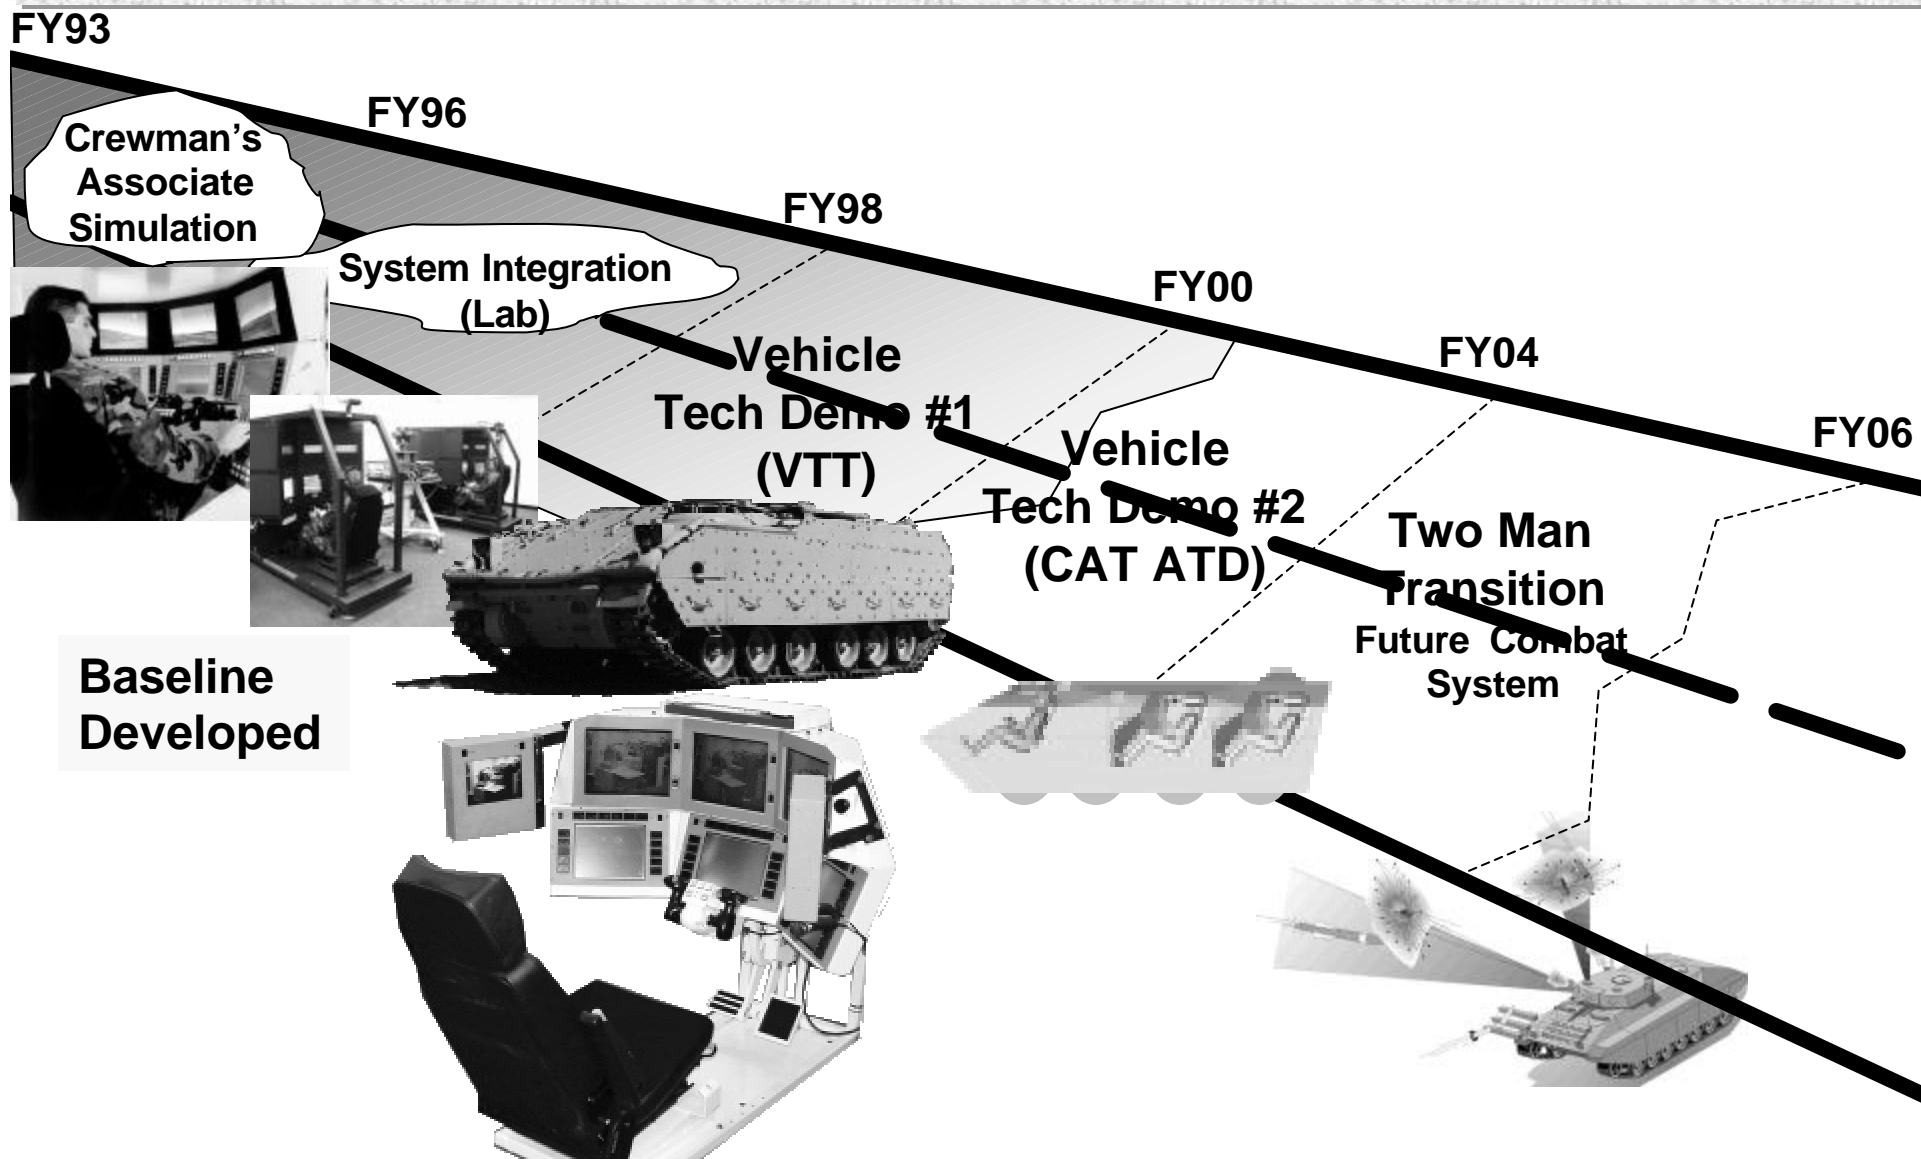 FY93
FY96
FY98
FY00
FY04
FY06
Crewman's
Associate
Simulation
System Integration
(Lab)
Vehicle
Tech Demo #1
(VTT)
Vehicle
Tech Demo #2
(CAT ATD)
Two Man
Transition
Future Combat
System
Baseline
Developed